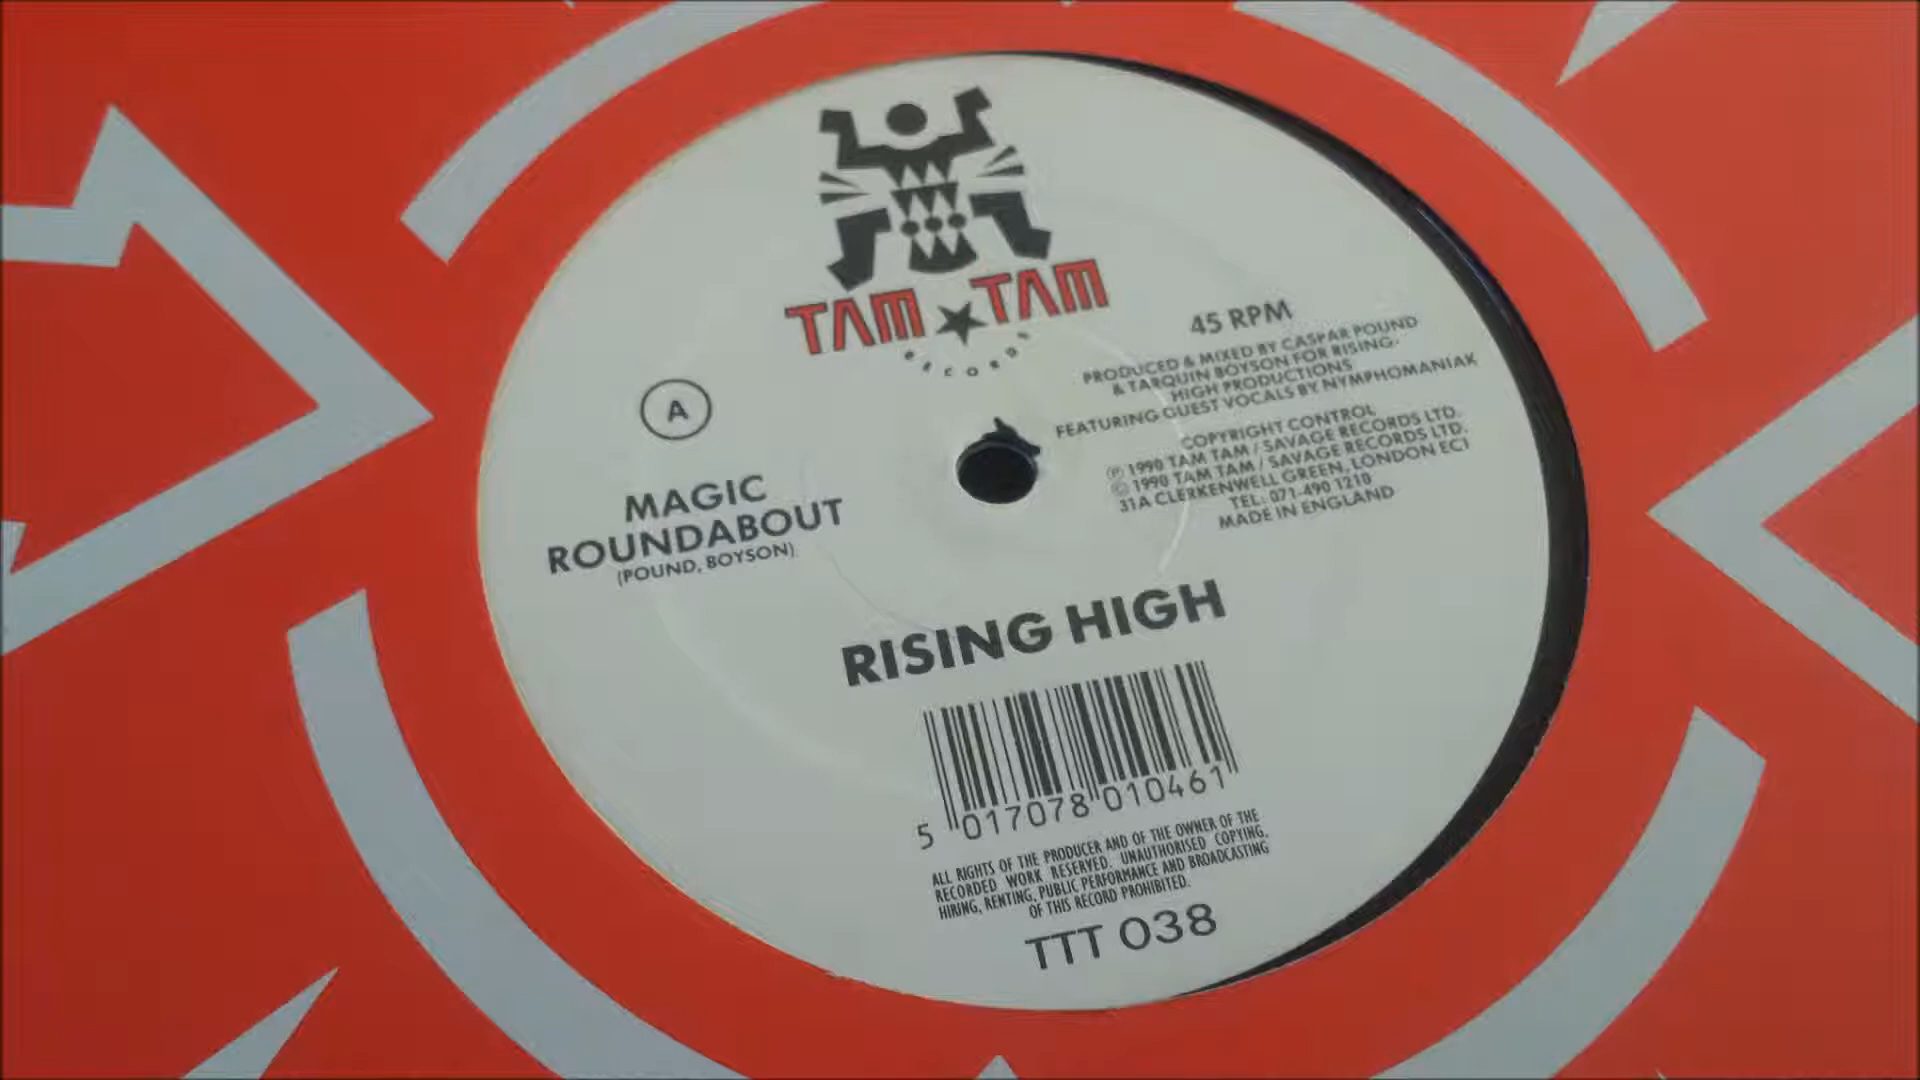 TAM TAM
RECORDS
45 RPM
PRODUCED & MIXED BY CASPAR POUND
& TARQUIN BOYSON FOR RISING-
HIGH PRODUCTIONS
FEATURING GUEST VOCALS BY NYMPHOMANIAK
COPYRIGHT CONTROL
℗ 1990 TAM TAM / SAVAGE RECORDS LTD.
© 1990 TAM TAM / SAVAGE RECORDS LTD.
31A CLERKENWELL GREEN, LONDON EC1
TEL: 071-490 1210
MADE IN ENGLAND
A
MAGIC
ROUNDABOUT
(POUND, BOYSON)
RISING HIGH
5 017078 010461
ALL RIGHTS OF THE PRODUCER AND OF THE OWNER OF THE
RECORDED WORK RESERVED. UNAUTHORISED COPYING,
HIRING, RENTING, PUBLIC PERFORMANCE AND BROADCASTING
OF THIS RECORD PROHIBITED.
TTT 038